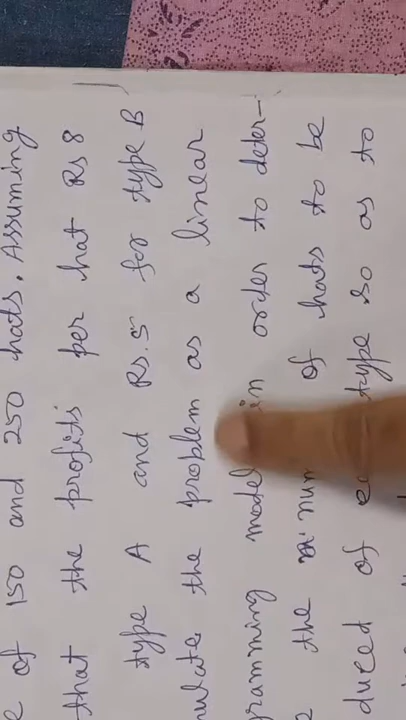 of 150 and 250 hats. Assuming
that the profits per hat Rs 8
type A and Rs. 5 for type B
mulate the problem as a linear
gramming model in order to deter-
the num of hats to be
duced of type so as to